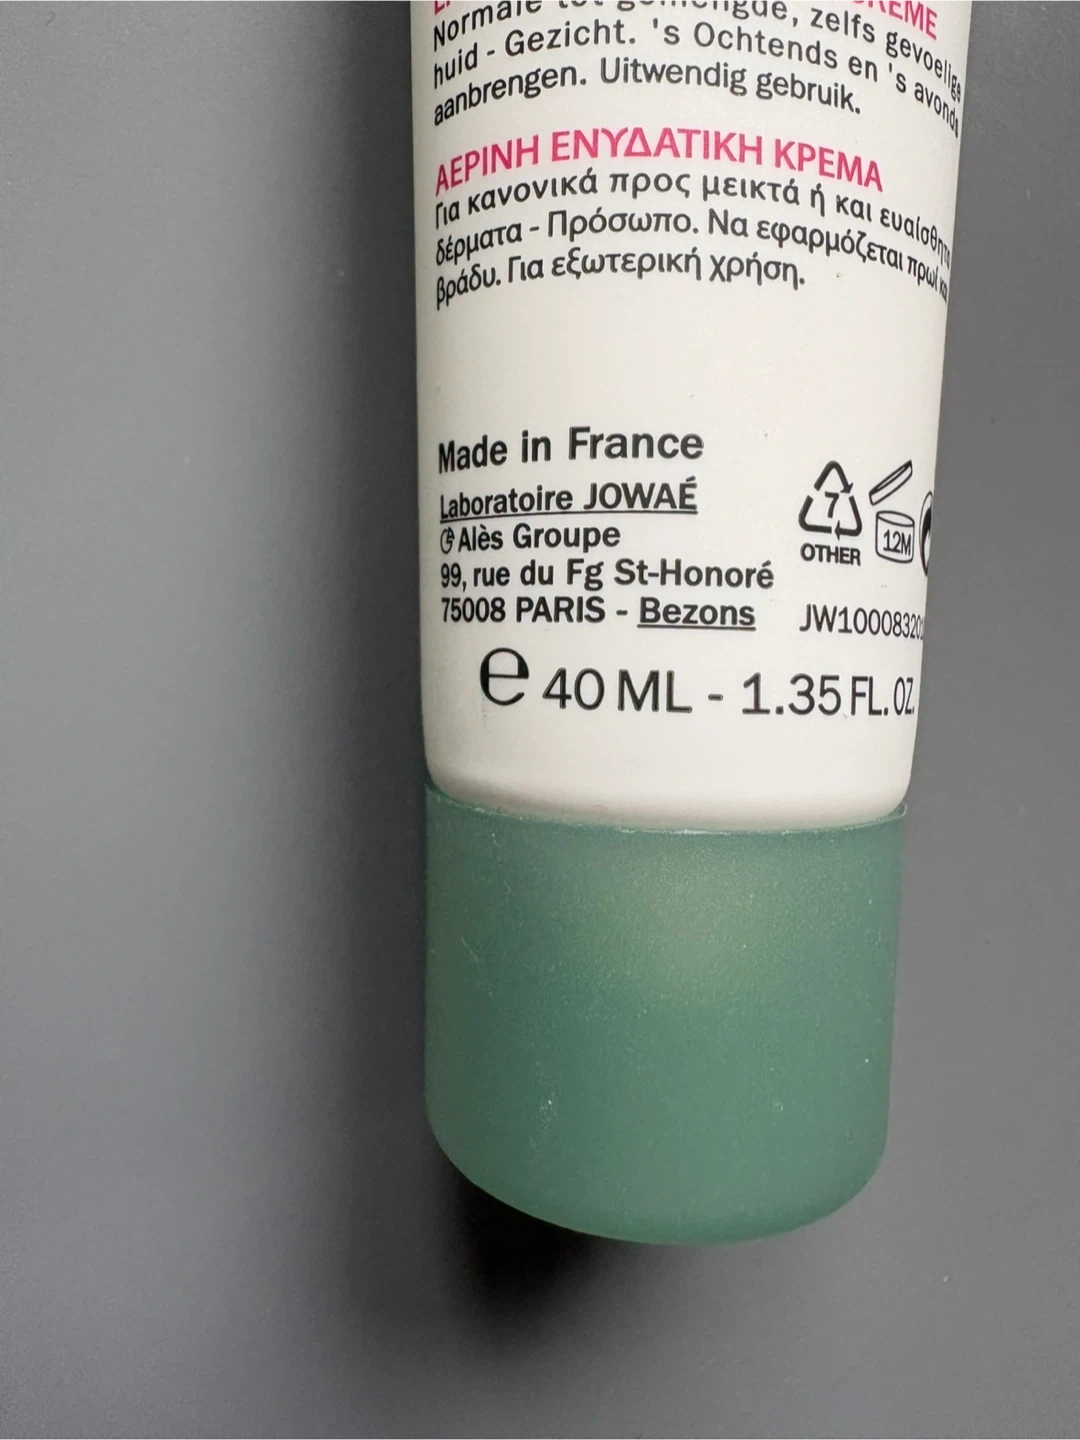 Normale tot gemengde, zelfs gevoelige
huid - Gezicht. 's Ochtends en 's avonds
aanbrengen. Uitwendig gebruik.
ΑΕΡΙΝΗ ΕΝΥΔΑΤΙΚΗ ΚΡΕΜΑ
Για κανονικά προς μεικτά ή και ευαίσθητα
δέρματα - Πρόσωπο. Να εφαρμόζεται πρωί και
βράδυ. Για εξωτερική χρήση.
Made in France
Laboratoire JOWAÉ
Alès Groupe
99, rue du Fg St-Honoré
75008 PARIS - Bezons
7
OTHER
12M
e 40 ML - 1.35 FL. OZ.